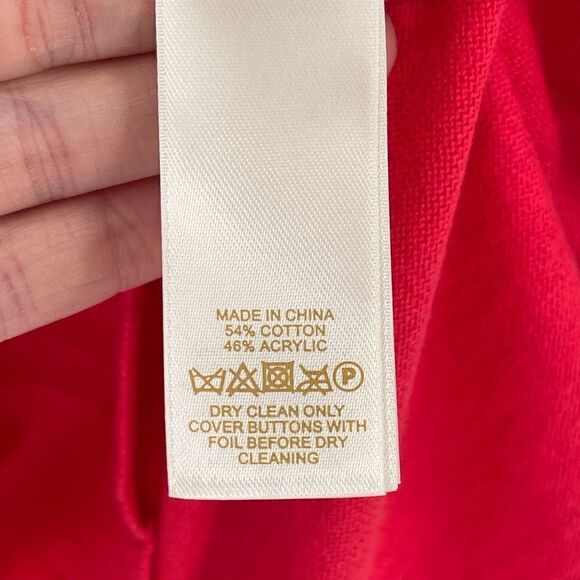 MADE IN CHINA
54% COTTON
46% ACRYLIC
P
DRY CLEAN ONLY
COVER BUTTONS WITH
FOIL BEFORE DRY
CLEANING